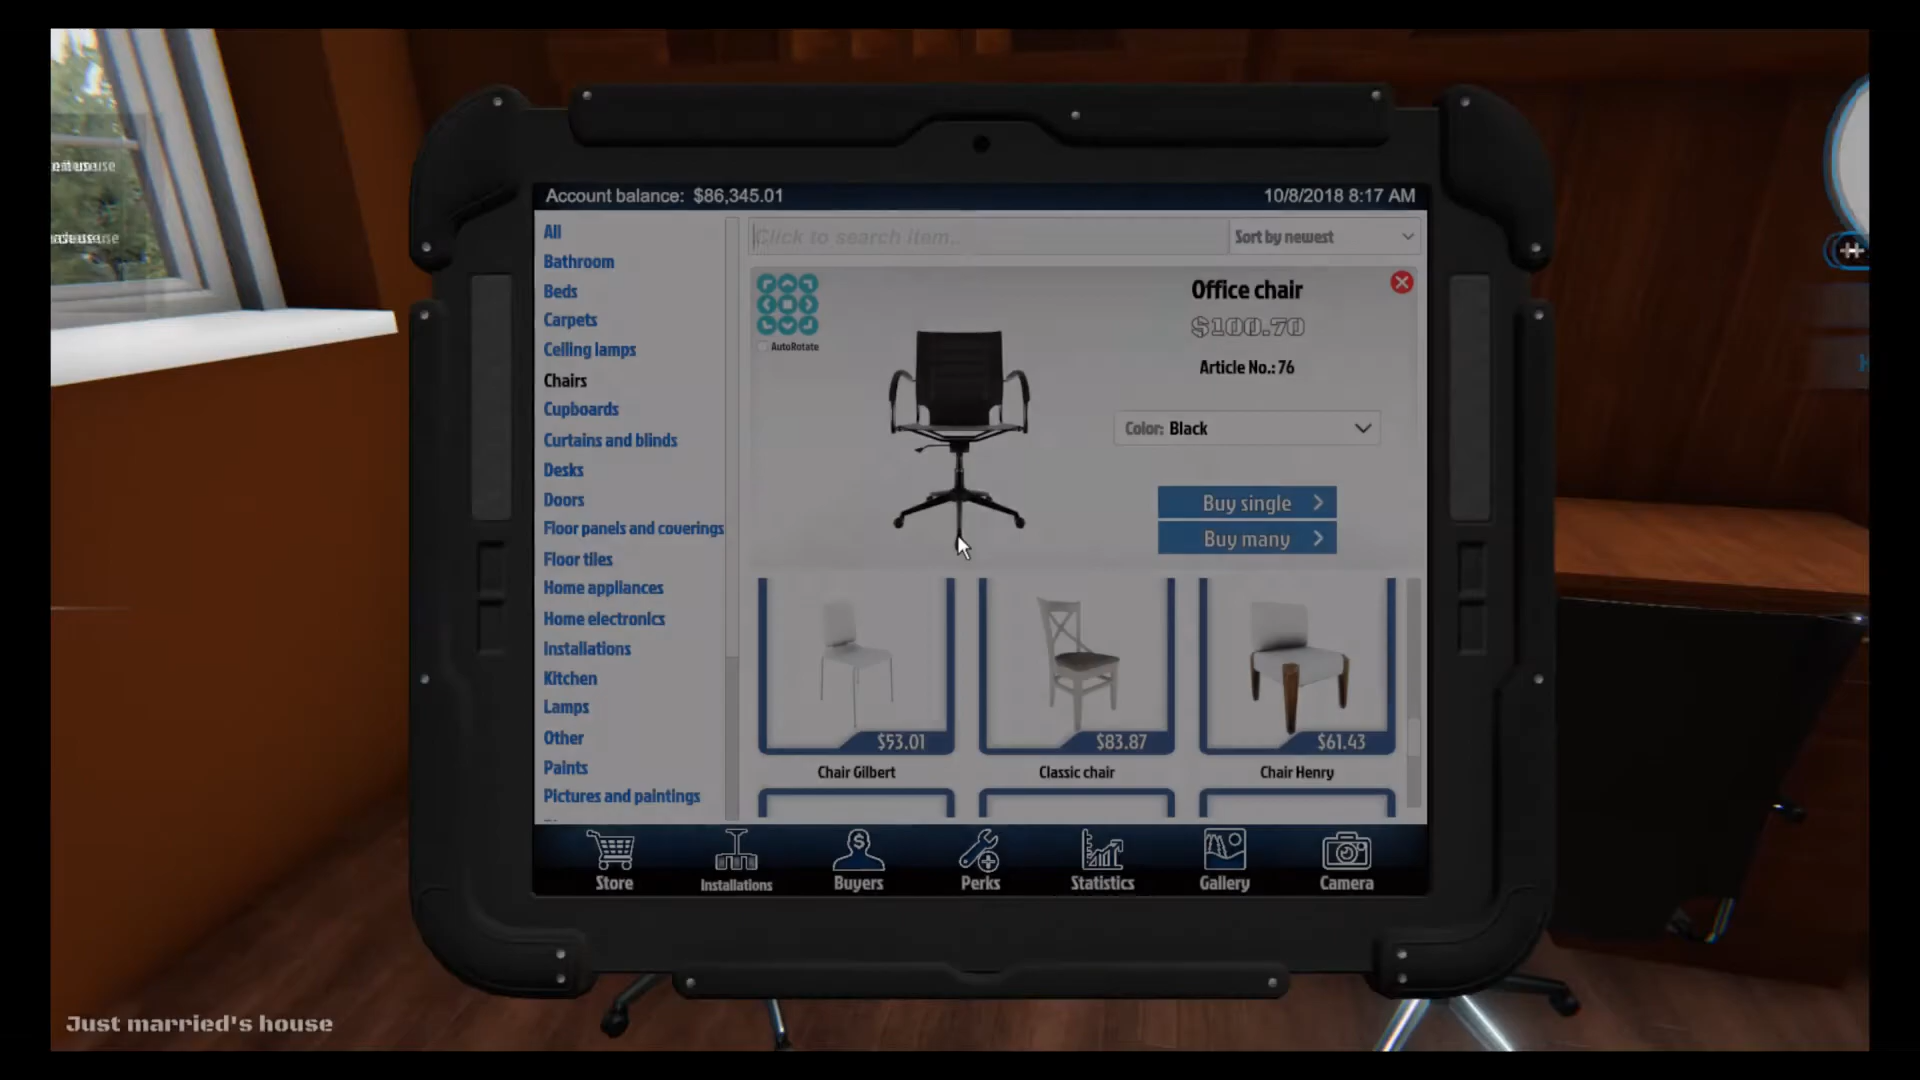 Account balance: $86,345.01
10/8/2018 8:17 AM
All
Bathroom
Beds
Carpets
Ceiling lamps
Chairs
Cupboards
Curtains and blinds
Desks
Doors
Floor panels and coverings
Floor tiles
Home appliances
Home electronics
Installations
Kitchen
Lamps
Other
Paints
Pictures and paintings
Click to search item,.
Sort by newest
AutoRotate
Office chair
$100.70
Article No.: 76
Color: Black
Buy single
Buy many
$53.01
$83.87
$61.43
Chair Gilbert
Classic chair
Chair Henry
Store
Installations
Buyers
Perks
Statistics
Gallery
Camera
Just married's house